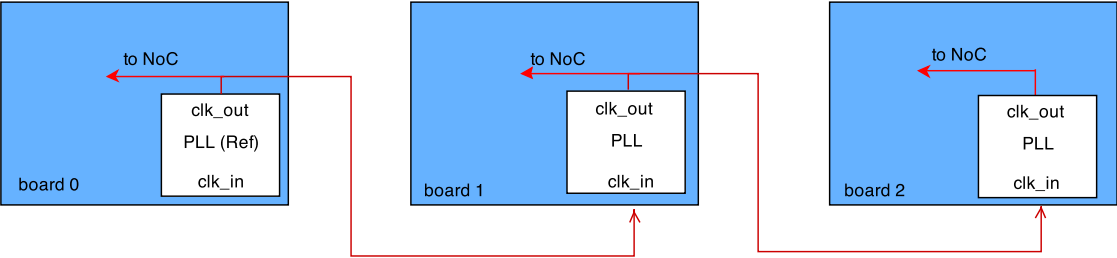 to NoC
clk_out
PLL (Ref)
clk_in
board 0
to NoC
clk_out
PLL
clk_in
board 1
to NoC
clk_out
PLL
clk_in
board 2